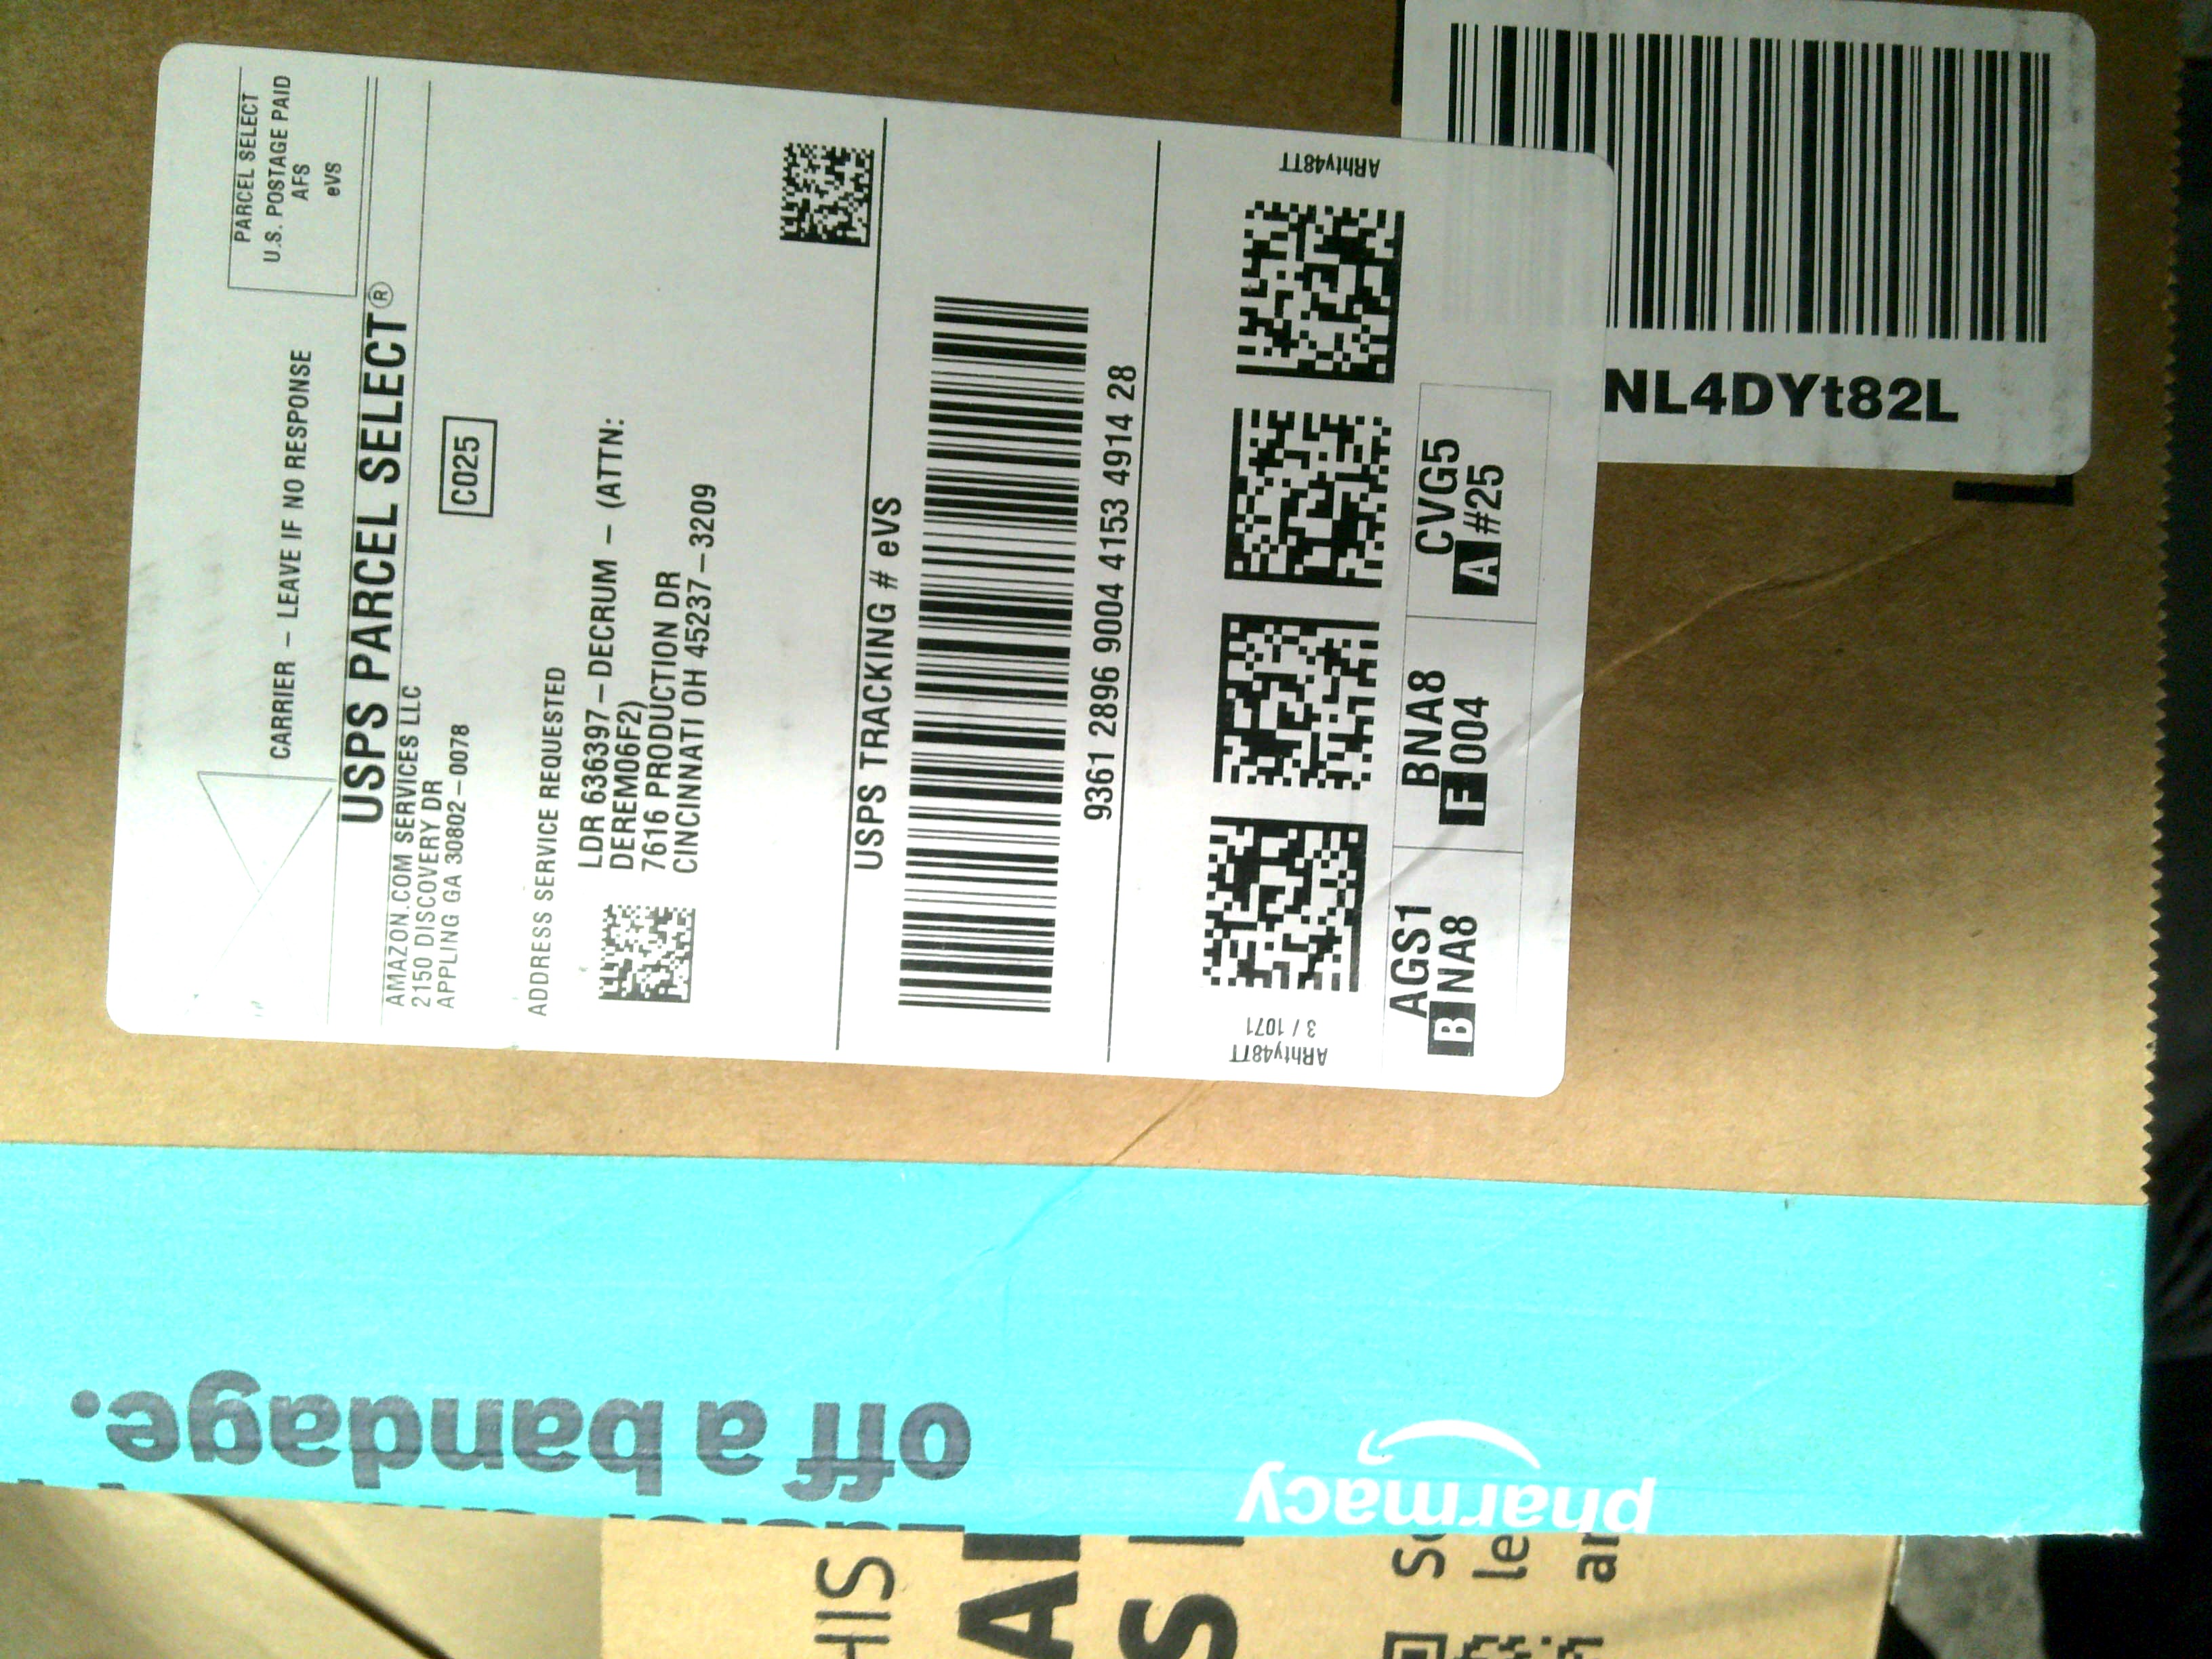 PARCEL SELECT
U.S. POSTAGE PAID
AFS
eVS
CARRIER – LEAVE IF NO RESPONSE
USPS PARCEL SELECT®
AMAZON.COM SERVICES LLC
2150 DISCOVERY DR
APPLING GA 30802–0078
C025
ADDRESS SERVICE REQUESTED
LDR 636397–DECRUM – (ATTN:
DEREM06F2)
7616 PRODUCTION DR
CINCINNATI OH 45237–3209
USPS TRACKING # eVS
9361 2896 9004 4153 4914 28
ARhty48TT
3 / 1071
ARhty48TT
AGS1
B NA8
BNA8
F 004
CVG5
A #25
NL4DYt82L
off a bandage.
pharmacy
HIS